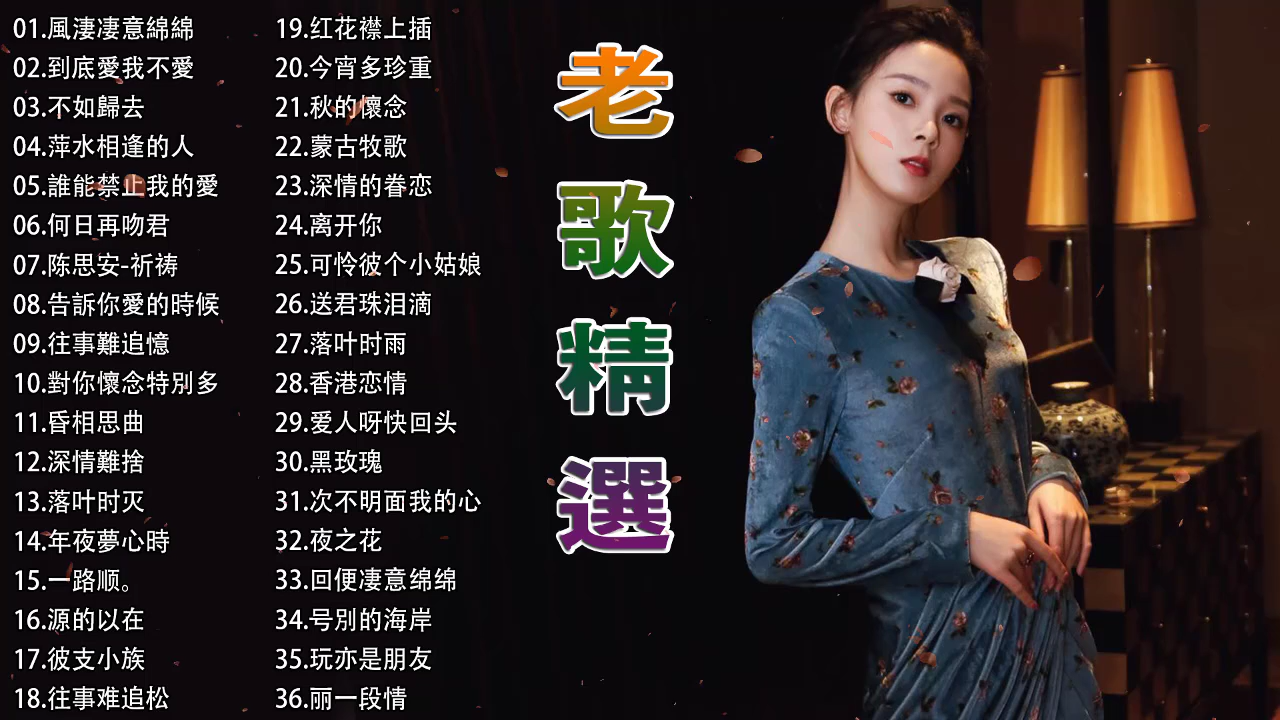 01.風淒凄意綿綿
02.到底愛我不愛
03.不如歸去
04.萍水相逢的人
05.誰能禁止我的愛
06.何日再吻君
07.陈思安-祈祷
08.告訴你愛的時候
09.往事難追憶
10.對你懷念特別多
11.昏相思曲
12.深情難捨
13.落叶时灭
14.年夜夢心時
15.一路顺。
16.源的以在
17.彼支小族
18.往事难追松
19.红花襟上插
20.今宵多珍重
21.秋的懷念
22.蒙古牧歌
23.深情的眷恋
24.离开你
25.可怜彼个小姑娘
26.送君珠泪滴
27.落叶时雨
28.香港恋情
29.爱人呀快回头
30.黑玫瑰
31.次不明面我的心
32.夜之花
33.回便凄意绵绵
34.号別的海岸
35.玩亦是朋友
36.丽一段情
老歌精選